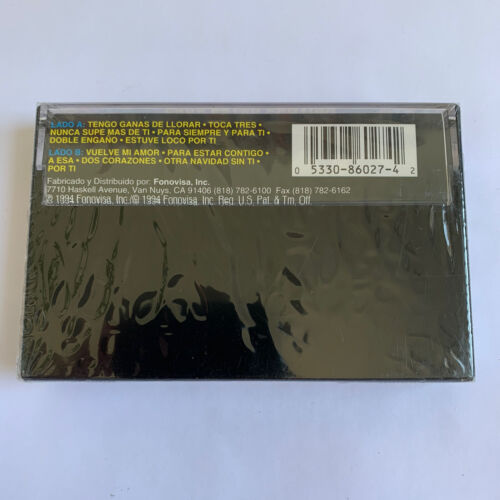 LADO A: TENGO GANAS DE LLORAR • TOCA TRES •
NUNCA SUPE MAS DE TI • PARA SIEMPRE Y PARA TI •
DOBLE ENGAÑO • ESTUVE LOCO POR TI
LADO B: VUELVE MI AMOR • PARA ESTAR CONTIGO •
A ESA • DOS CORAZONES • OTRA NAVIDAD SIN TI •
POR TI
0 5330-86027-4 2
Fabricado y Distribuido por: Fonovisa, Inc.
7710 Haskell Avenue, Van Nuys, CA 91406 (818) 782-6100 Fax (818) 782-6162
℗ 1994 Fonovisa, Inc./© 1994 Fonovisa, Inc. Reg. U.S. Pat. & Tm. Off.